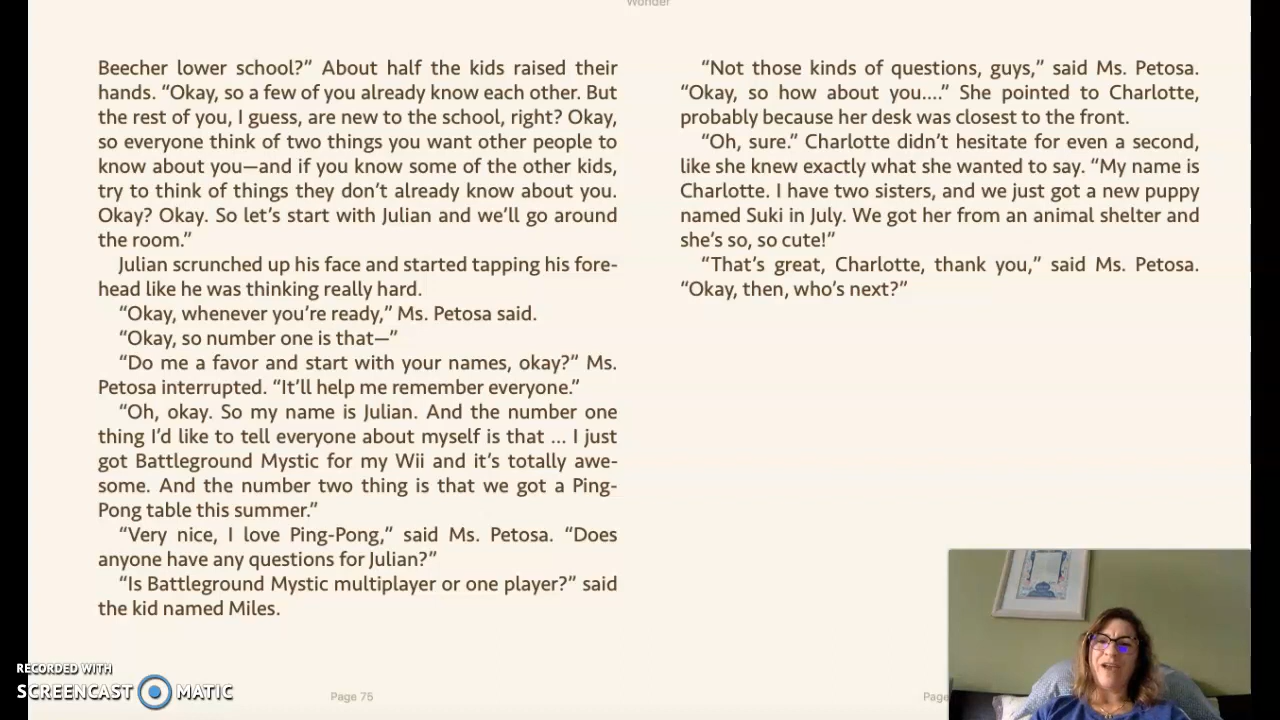 Wonder
Beecher lower school?” About half the kids raised their
hands. “Okay, so a few of you already know each other. But
the rest of you, I guess, are new to the school, right? Okay,
so everyone think of two things you want other people to
know about you—and if you know some of the other kids,
try to think of things they don’t already know about you.
Okay? Okay. So let’s start with Julian and we’ll go around
the room.”
Julian scrunched up his face and started tapping his fore-
head like he was thinking really hard.
“Okay, whenever you’re ready,” Ms. Petosa said.
“Okay, so number one is that—”
“Do me a favor and start with your names, okay?” Ms.
Petosa interrupted. “It’ll help me remember everyone.”
“Oh, okay. So my name is Julian. And the number one
thing I’d like to tell everyone about myself is that ... I just
got Battleground Mystic for my Wii and it’s totally awe-
some. And the number two thing is that we got a Ping-
Pong table this summer.”
“Very nice, I love Ping-Pong,” said Ms. Petosa. “Does
anyone have any questions for Julian?”
“Is Battleground Mystic multiplayer or one player?” said
the kid named Miles.
Page 75
“Not those kinds of questions, guys,” said Ms. Petosa.
“Okay, so how about you....” She pointed to Charlotte,
probably because her desk was closest to the front.
“Oh, sure.” Charlotte didn’t hesitate for even a second,
like she knew exactly what she wanted to say. “My name is
Charlotte. I have two sisters, and we just got a new puppy
named Suki in July. We got her from an animal shelter and
she’s so, so cute!”
“That’s great, Charlotte, thank you,” said Ms. Petosa.
“Okay, then, who’s next?”
Page
RECORDED WITH
SCREENCAST MATIC